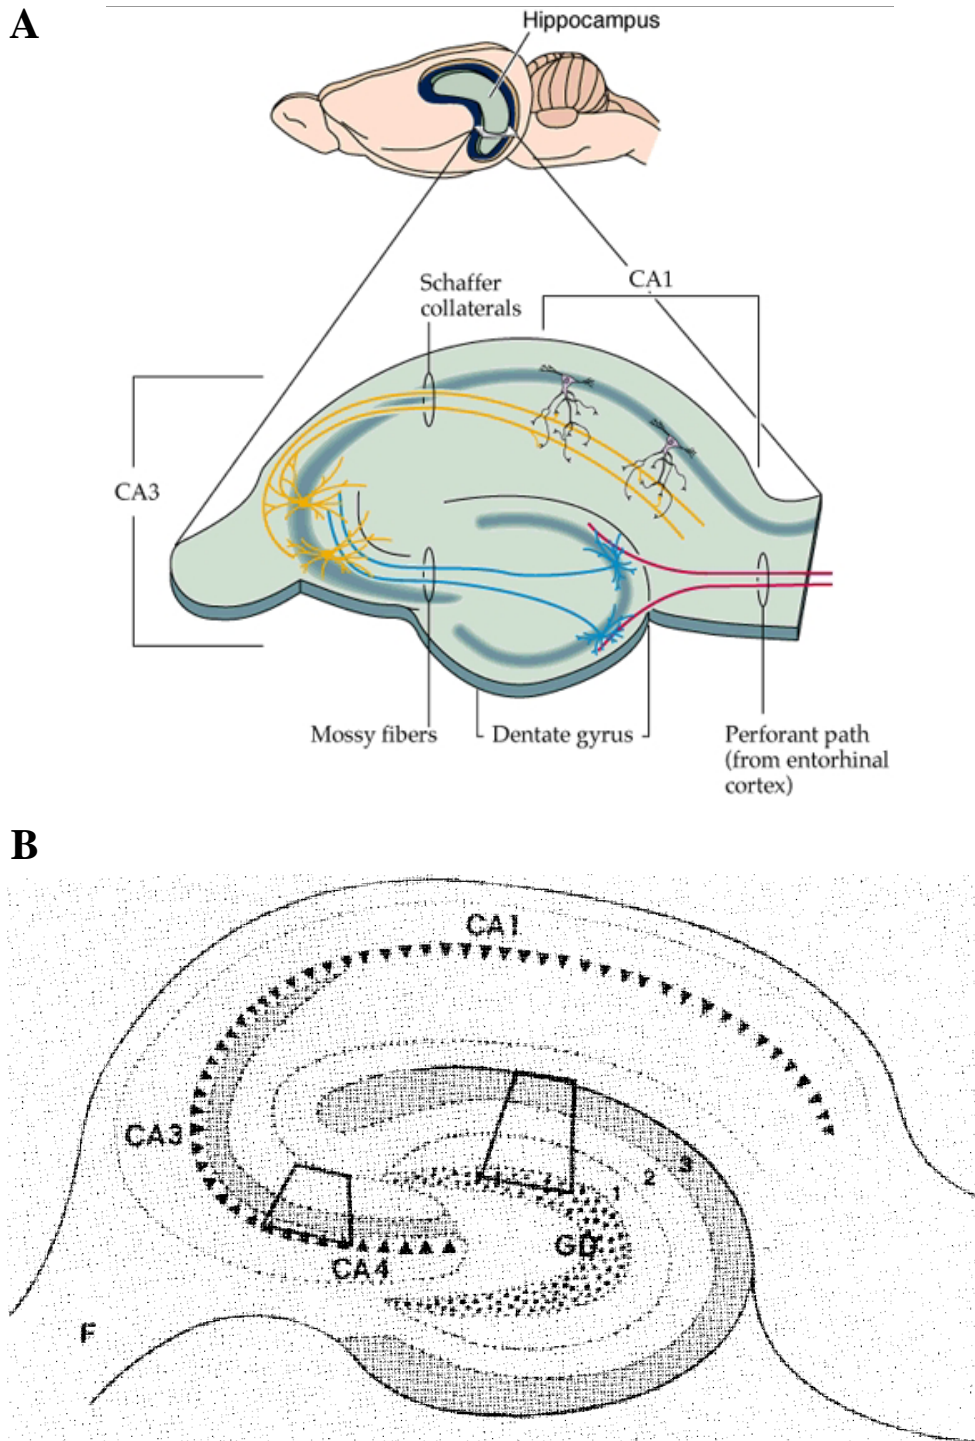 A
Hippocampus
Schaffer
collaterals
CA1
CA3
Mossy fibers
Dentate gyrus
Perforant path
(from entorhinal
cortex)
B
CA1
CA3
3
2
1
GD
CA4
F